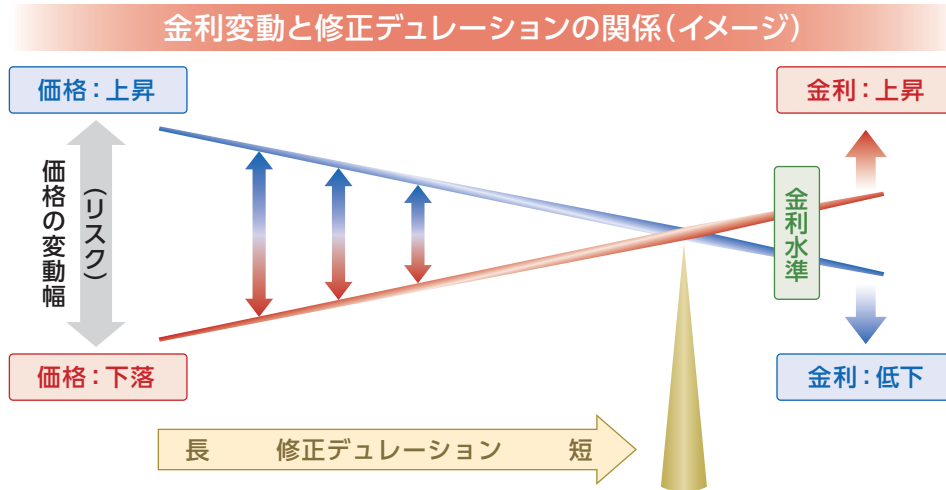 金利変動と修正デュレーションの関係(イメージ)
価格：上昇
金利：上昇
価格の変動幅
(リスク)
金利水準
価格：下落
金利：低下
長　修正デュレーション　短